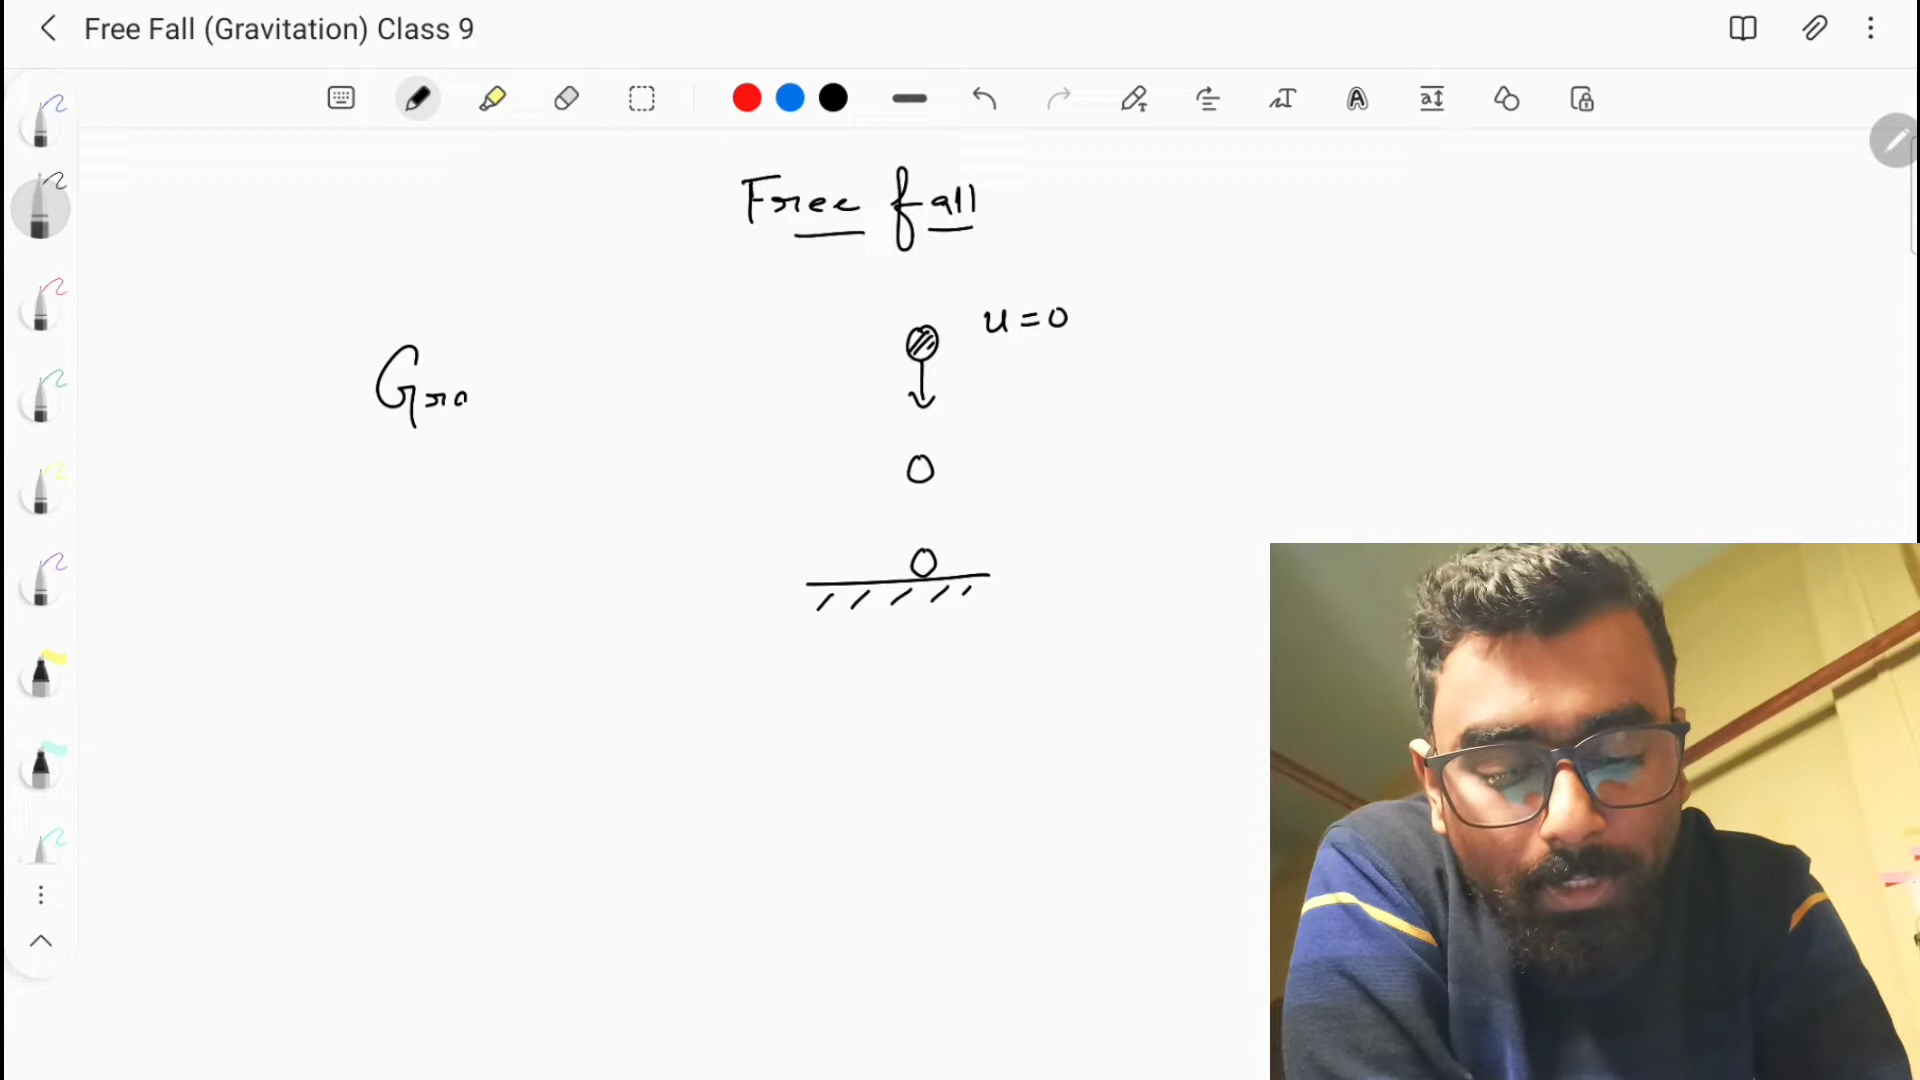 Free Fall (Gravitation) Class 9
Free fall
u = 0
Gra